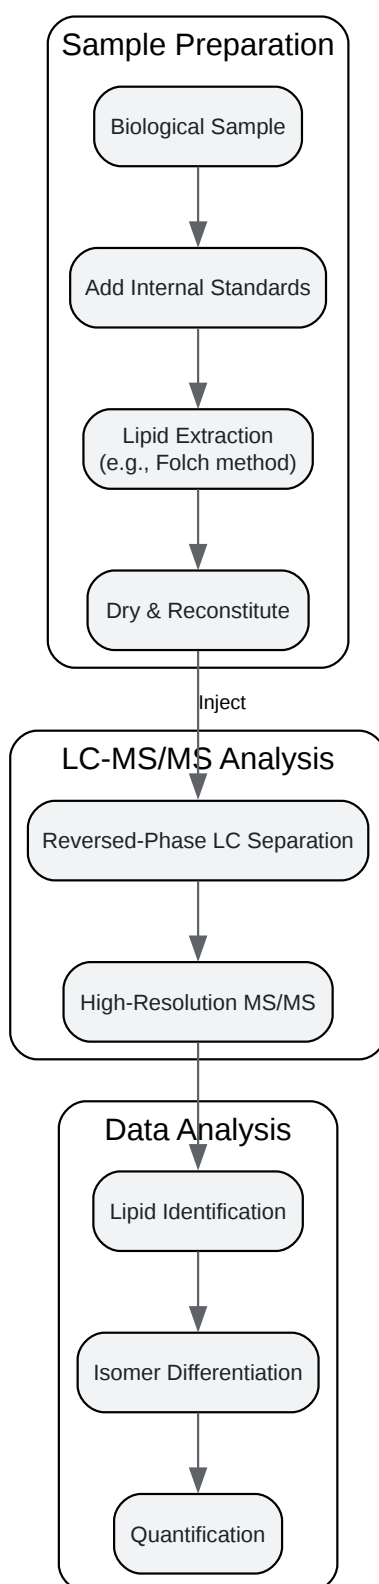 Sample Preparation
Biological Sample
Add Internal Standards
Lipid Extraction
(e.g., Folch method)
Dry & Reconstitute
Inject
LC-MS/MS Analysis
Reversed-Phase LC Separation
High-Resolution MS/MS
Data Analysis
Lipid Identification
Isomer Differentiation
Quantification